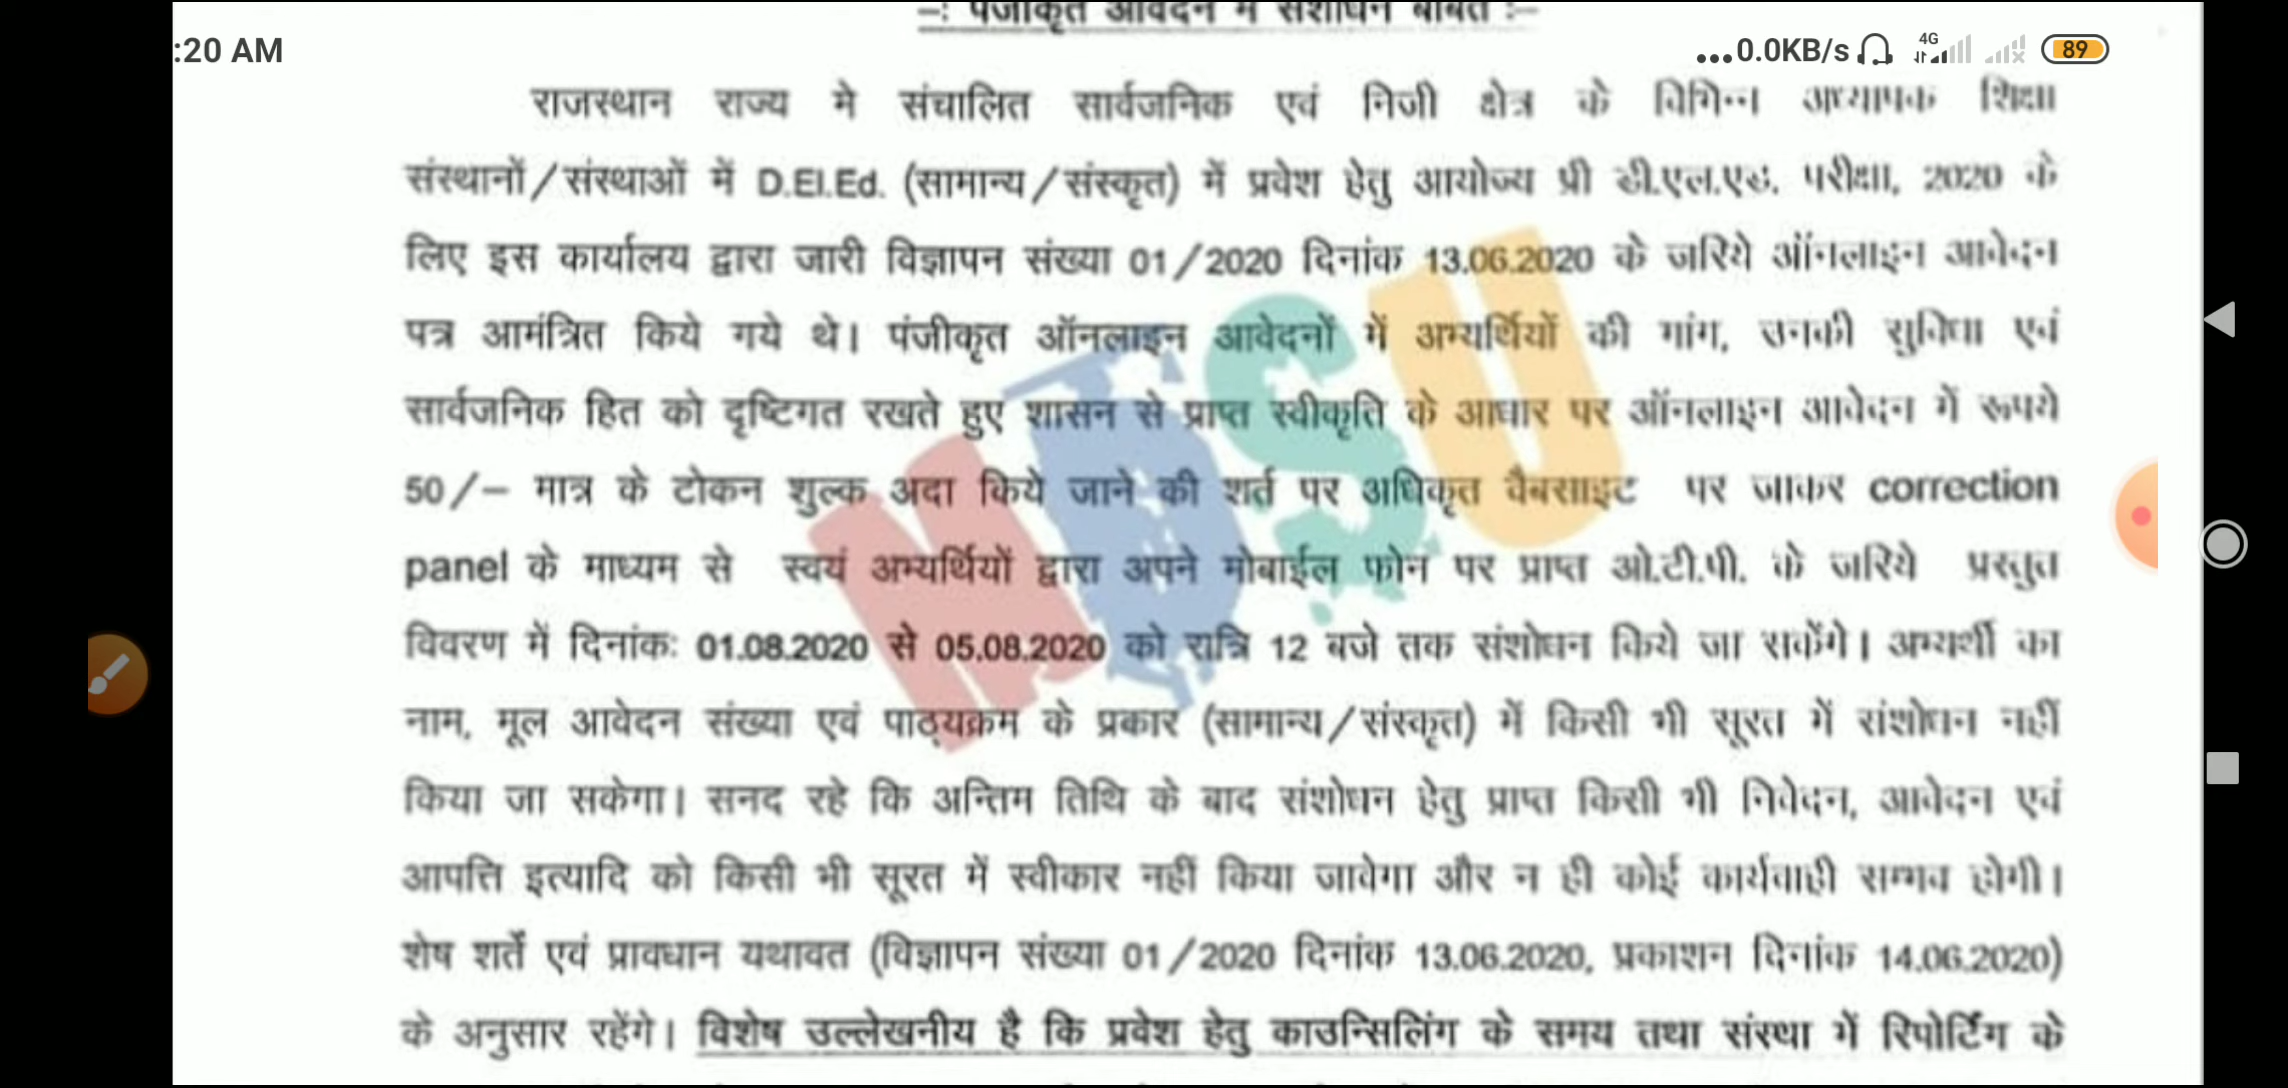 –: पंजीकृत आवेदन में संशोधन बाबत :–
:20 AM
...0.0KB/s 4G 89
राजस्थान राज्य मे संचालित सार्वजनिक एवं निजी क्षेत्र के विभिन्न अध्यापक शिक्षा
संस्थानों/संस्थाओं में D.El.Ed. (सामान्य/संस्कृत) में प्रवेश हेतु आयोज्य प्री डी.एल.एड. परीक्षा, 2020 के
लिए इस कार्यालय द्वारा जारी विज्ञापन संख्या 01/2020 दिनांक 13.06.2020 के जरिये ऑनलाइन आवेदन
पत्र आमंत्रित किये गये थे। पंजीकृत ऑनलाइन आवेदनों में अभ्यर्थियों की मांग, उनकी सुविधा एवं
सार्वजनिक हित को दृष्टिगत रखते हुए शासन से प्राप्त स्वीकृति के आधार पर ऑनलाइन आवेदन में रूपये
50/– मात्र के टोकन शुल्क अदा किये जाने की शर्त पर अधिकृत वैबसाइट पर जाकर correction
panel के माध्यम से स्वयं अभ्यर्थियों द्वारा अपने मोबाईल फोन पर प्राप्त ओ.टी.पी. के जरिये प्रस्तुत
विवरण में दिनांक: 01.08.2020 से 05.08.2020 को रात्रि 12 बजे तक संशोधन किये जा सकेंगे। अभ्यर्थी का
नाम, मूल आवेदन संख्या एवं पाठ्यक्रम के प्रकार (सामान्य/संस्कृत) में किसी भी सूरत में संशोधन नहीं
किया जा सकेगा। सनद रहे कि अन्तिम तिथि के बाद संशोधन हेतु प्राप्त किसी भी निवेदन, आवेदन एवं
आपत्ति इत्यादि को किसी भी सूरत में स्वीकार नहीं किया जावेगा और न ही कोई कार्यवाही सम्भव होगी।
शेष शर्तें एवं प्रावधान यथावत (विज्ञापन संख्या 01/2020 दिनांक 13.06.2020, प्रकाशन दिनांक 14.06.2020)
के अनुसार रहेंगे। विशेष उल्लेखनीय है कि प्रवेश हेतु काउन्सिलिंग के समय तथा संस्था में रिपोर्टिंग के